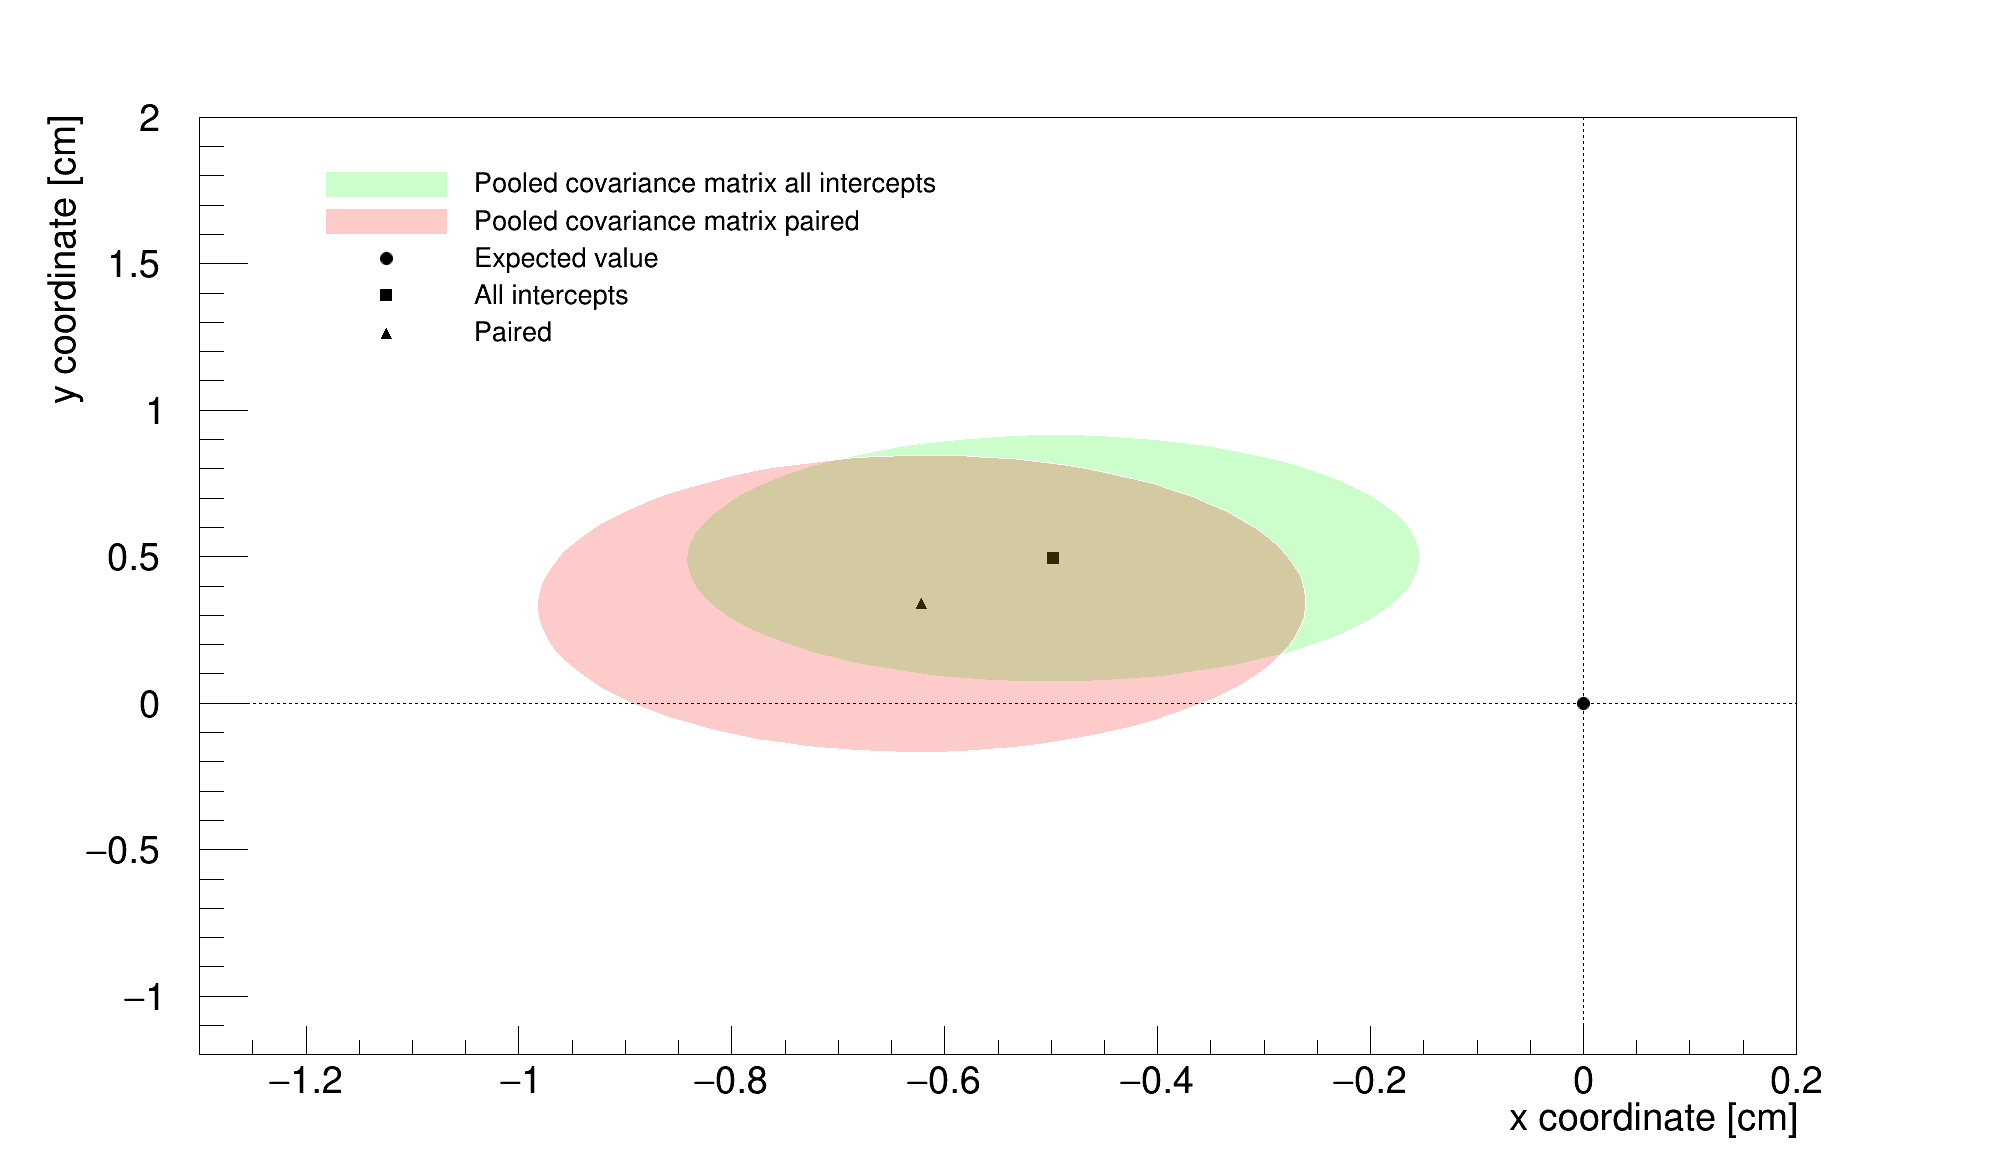 y coordinate [cm]
2
1.5
1
0.5
0
−0.5
−1
Pooled covariance matrix all intercepts
Pooled covariance matrix paired
Expected value
All intercepts
Paired
−1.2 −1 −0.8 −0.6 −0.4 −0.2 0 0.2
x coordinate [cm]